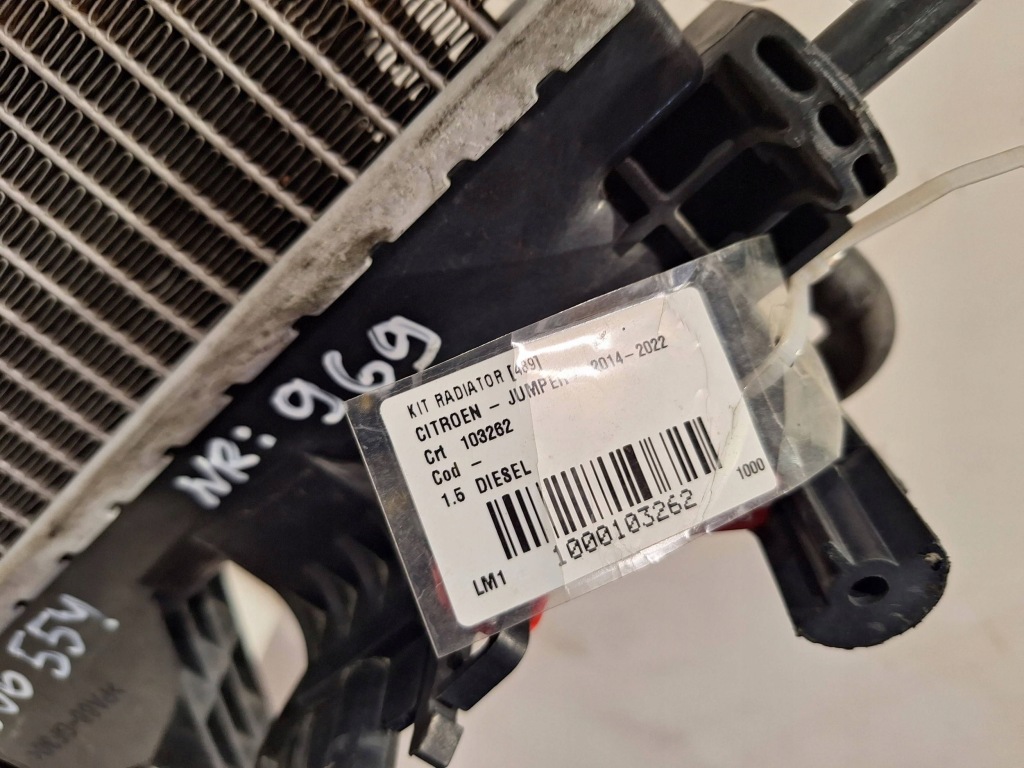 NR: 969
KIT RADIATOR [489]
CITROEN - JUMPER 2014-2022
Crt 103262
Cod -
1.5 DIESEL
1000103262
1000
LM1